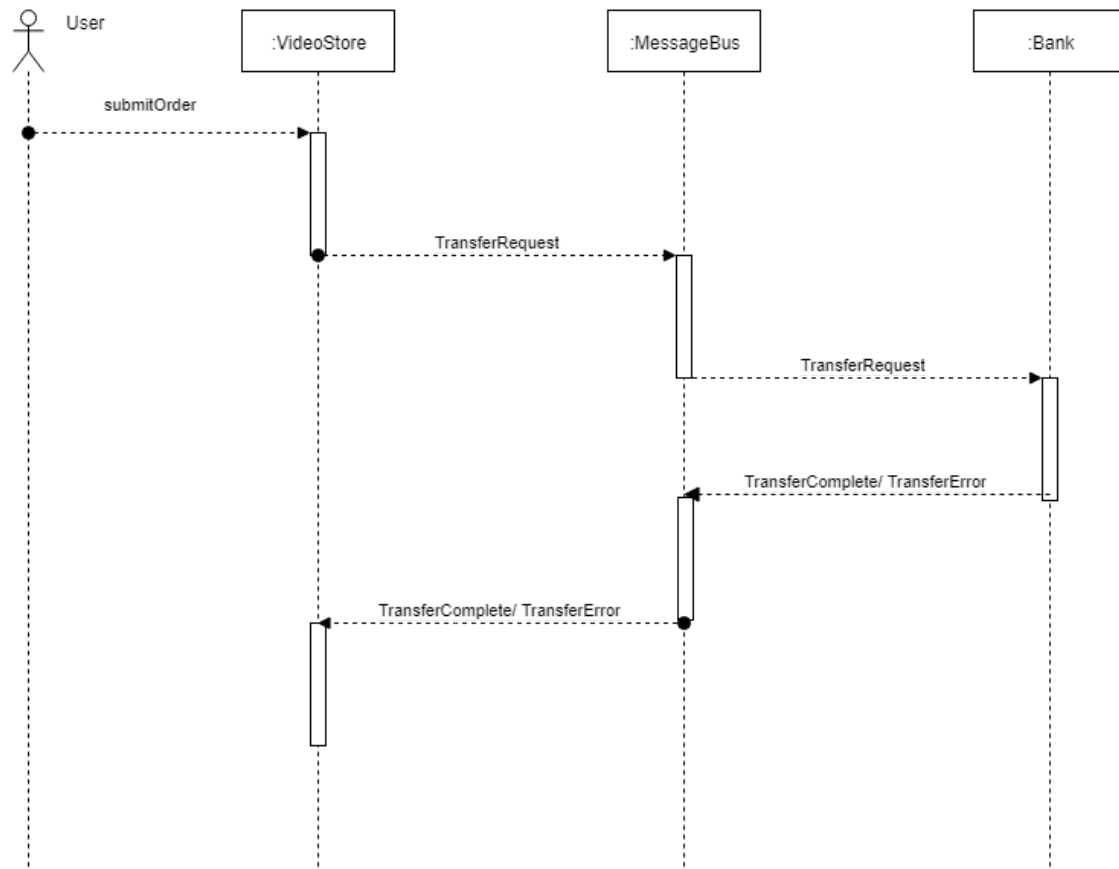 User
:VideoStore
:MessageBus
:Bank
submitOrder
TransferRequest
TransferRequest
TransferComplete/ TransferError
TransferComplete/ TransferError